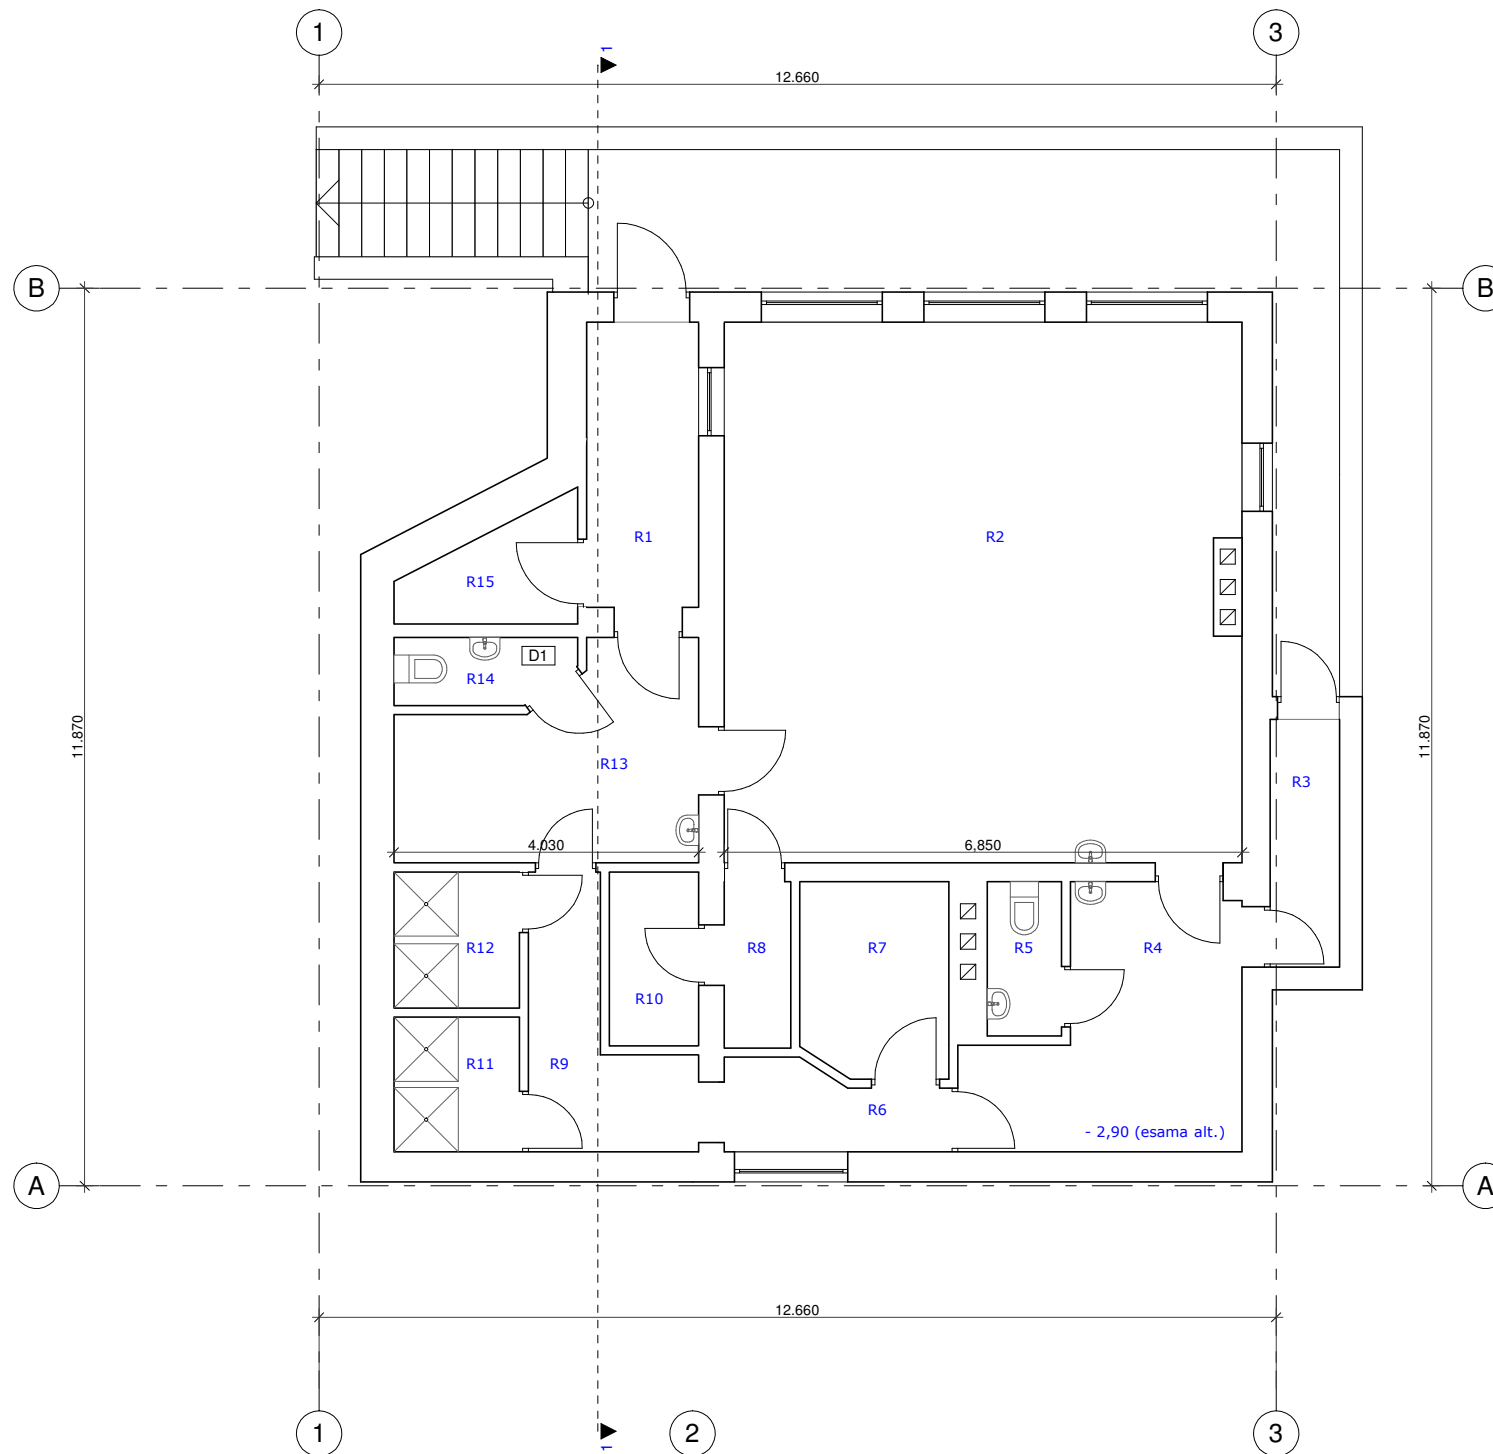 1
3
1
12.660
B
B
R1
R2
R15
D1
R14
11.870
11.870
R13
R3
4.030
6,850
R12
R8
R7
R5
R4
R10
R11
R9
R6
- 2,90 (esama alt.)
A
A
12.660
1
2
3
1